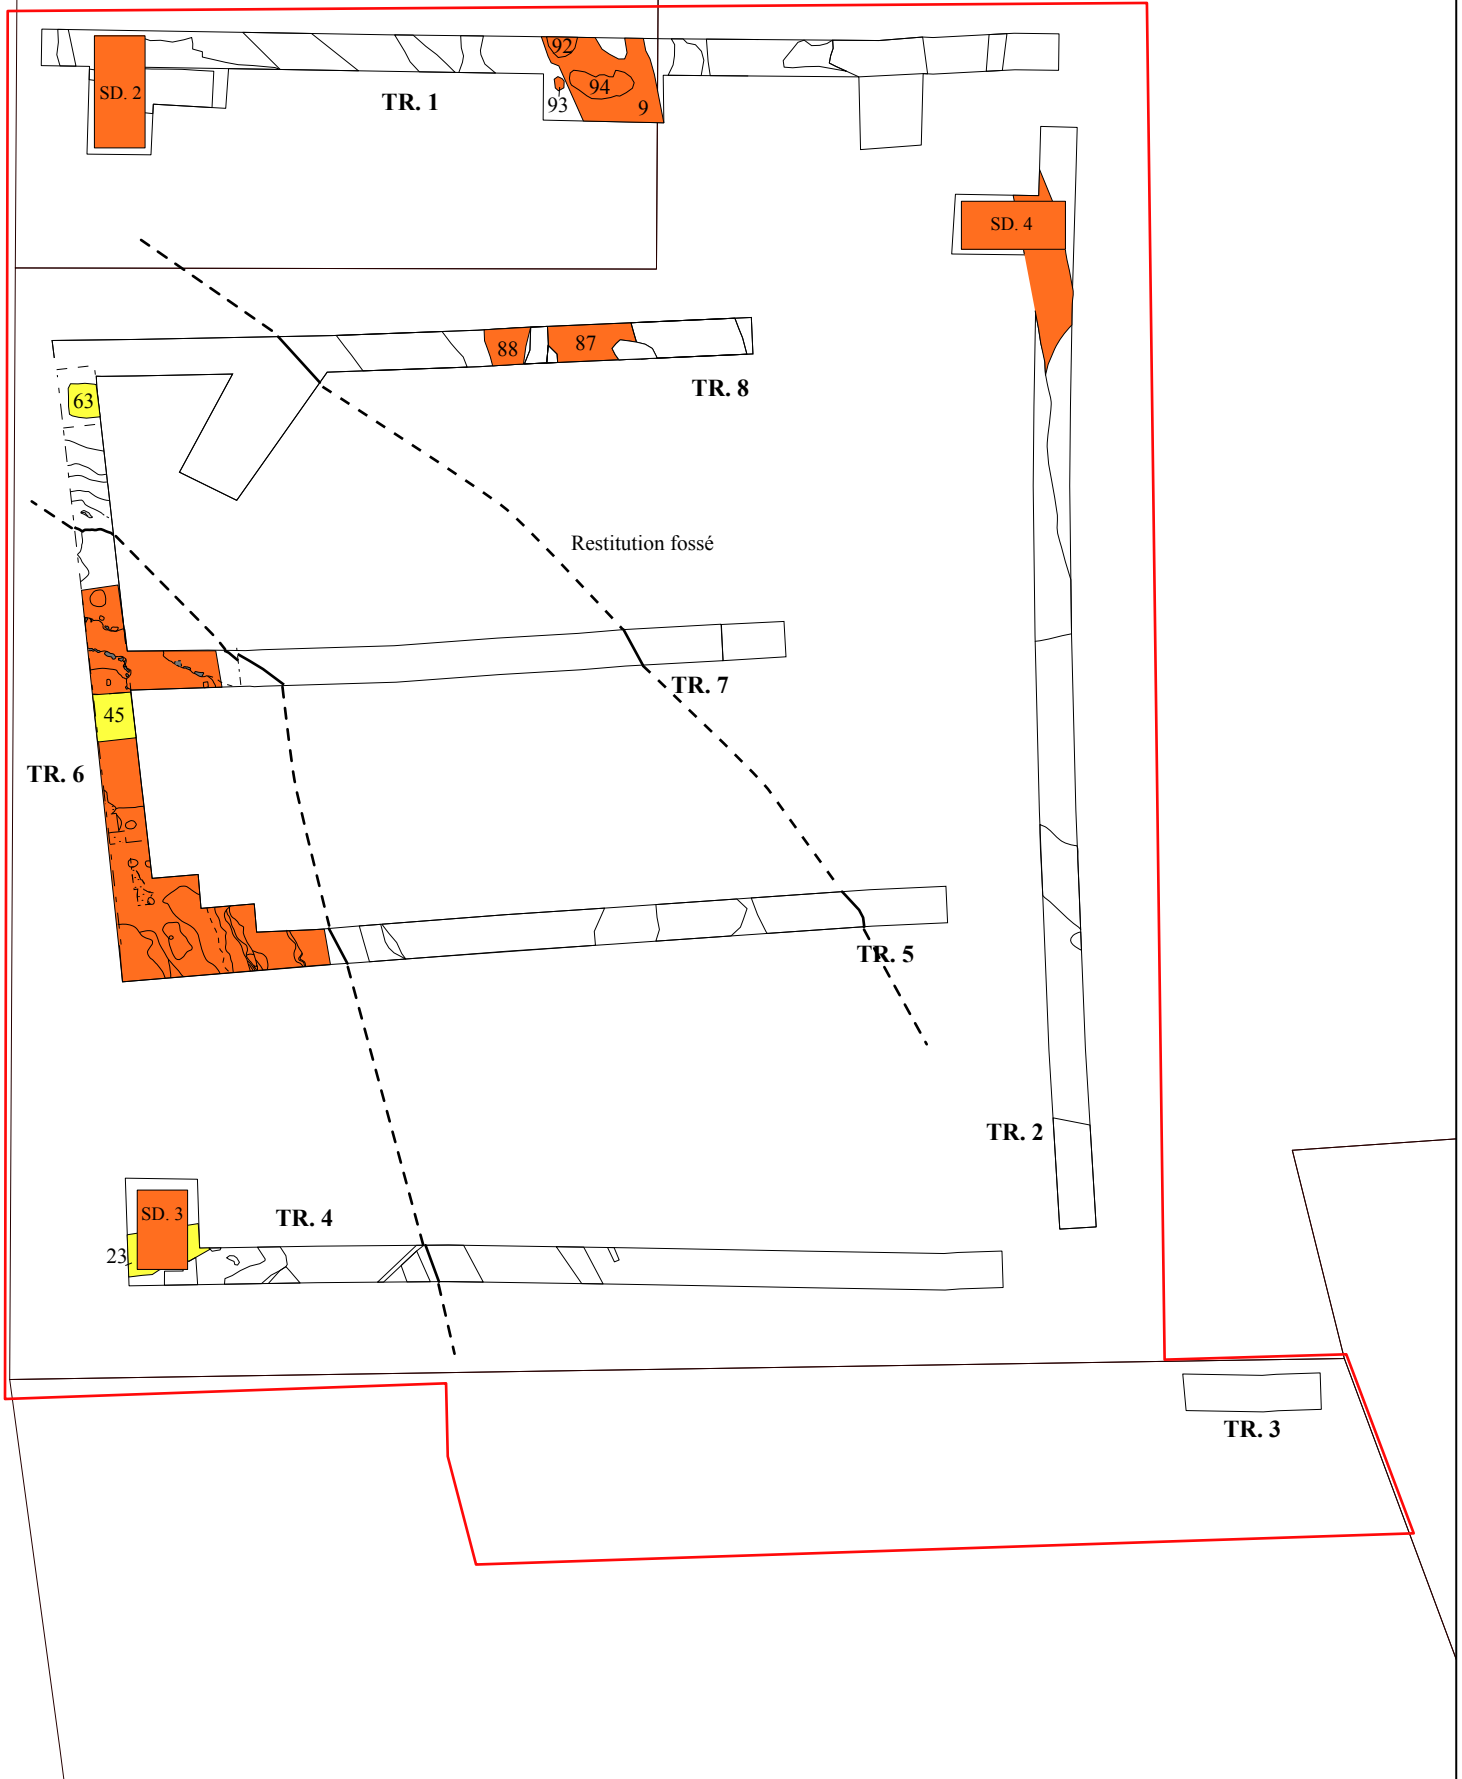 92
SD. 2
94
TR. 1
93
9
SD. 4
88
87
TR. 8
63
Restitution fossé
TR. 7
45
TR. 6
TR. 5
TR. 2
SD. 3
TR. 4
23
TR. 3